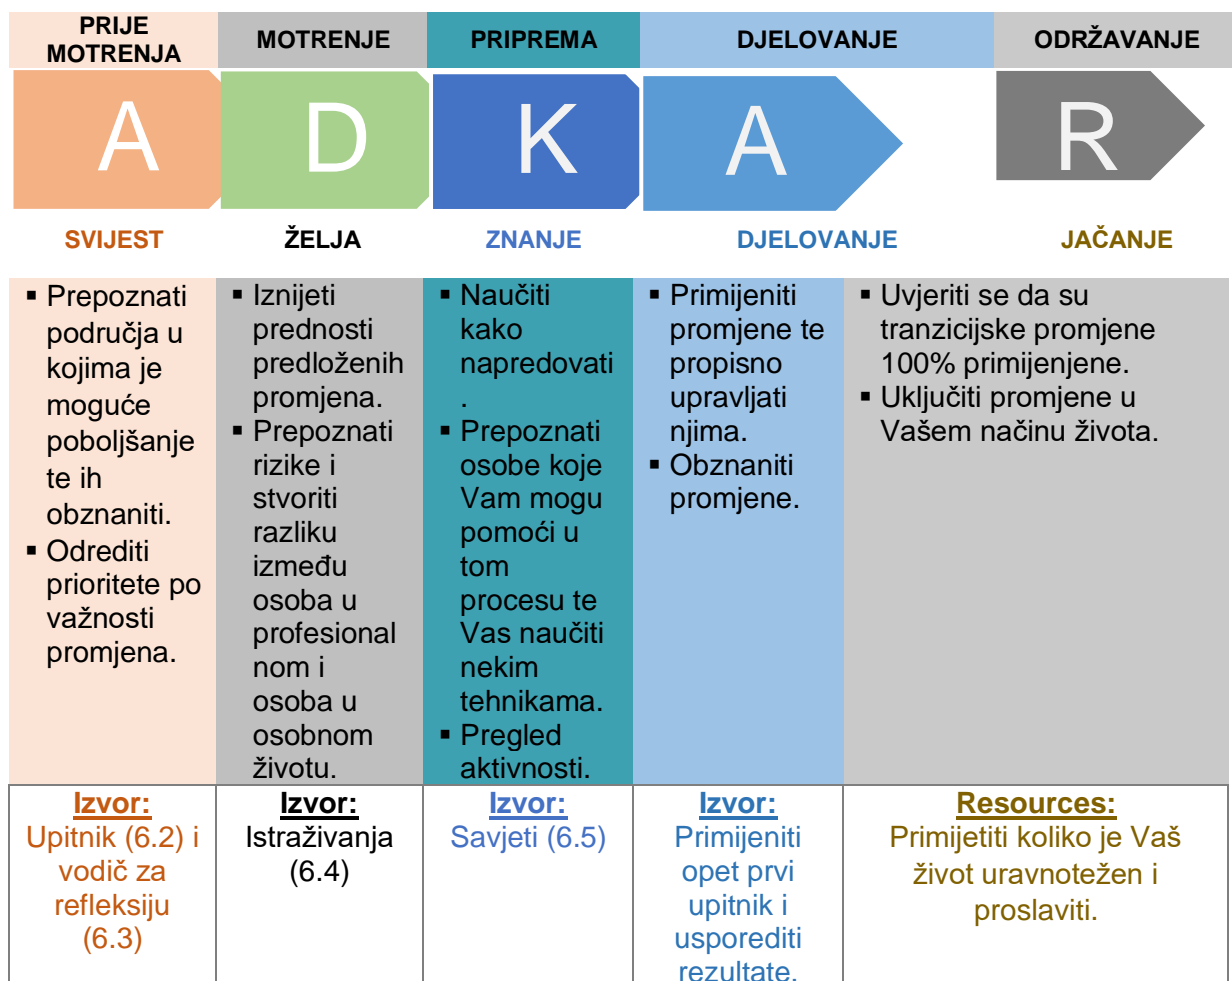 PRIJE
MOTRENJA
MOTRENJE
PRIPREMA
DJELOVANJE
ODRŽAVANJE
A
D
K
A
R
SVIJEST
ŽELJA
ZNANJE
DJELOVANJE
JAČANJE
▪ Prepoznati
područja u
kojima je
moguće
poboljšanje
te ih
obznaniti.
▪ Odrediti
prioritete po
važnosti
promjena.
▪ Iznijeti
prednosti
predloženih
promjena.
▪ Prepoznati
rizike i
stvoriti
razliku
između
osoba u
profesional
nom i
osoba u
osobnom
životu.
▪ Naučiti
kako
napredovati
.
▪ Prepoznati
osobe koje
Vam mogu
pomoći u
tom
procesu te
Vas naučiti
nekim
tehnikama.
▪ Pregled
aktivnosti.
▪ Primijeniti
promjene te
propisno
upravljati
njima.
▪ Obznaniti
promjene.
▪ Uvjeriti se da su
tranzicijske promjene
100% primijenjene.
▪ Uključiti promjene u
Vašem načinu života.
Izvor:
Upitnik (6.2) i
vodič za
refleksiju
(6.3)
Izvor:
Istraživanja
(6.4)
Izvor:
Savjeti (6.5)
Izvor:
Primijeniti
opet prvi
upitnik i
usporediti
rezultate.
Resources:
Primijetiti koliko je Vaš
život uravnotežen i
proslaviti.